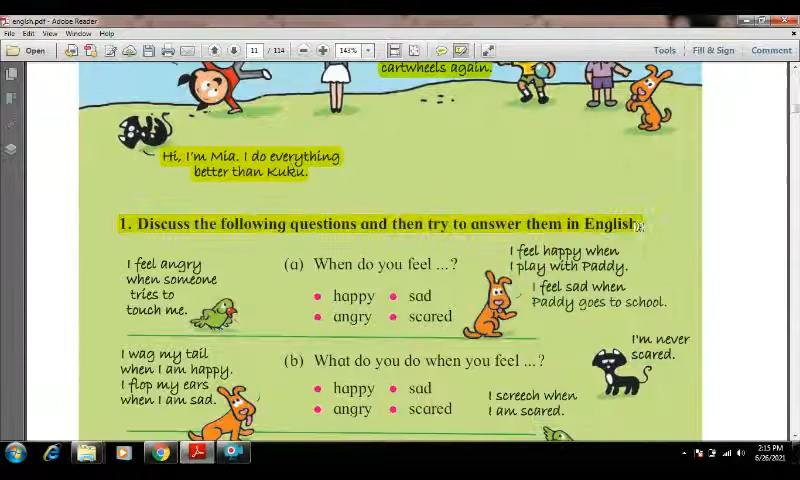 english.pdf - Adobe Reader
File Edit View Window Help
Open 11 / 114 143% Tools Fill & Sign Comment
cartwheels again.
Hi, I'm Mia. I do everything
better than Kuku.
1. Discuss the following questions and then try to answer them in English.
I feel angry
when someone
tries to
touch me.
(a) When do you feel ...?
• happy • sad
• angry • scared
I feel happy when
I play with Paddy.
I feel sad when
Paddy goes to school.
I wag my tail
when I am happy.
I flop my ears
when I am sad.
(b) What do you do when you feel ...?
• happy • sad
• angry • scared
I'm never
scared.
I screech when
I am scared.
2:15 PM
6/26/2021